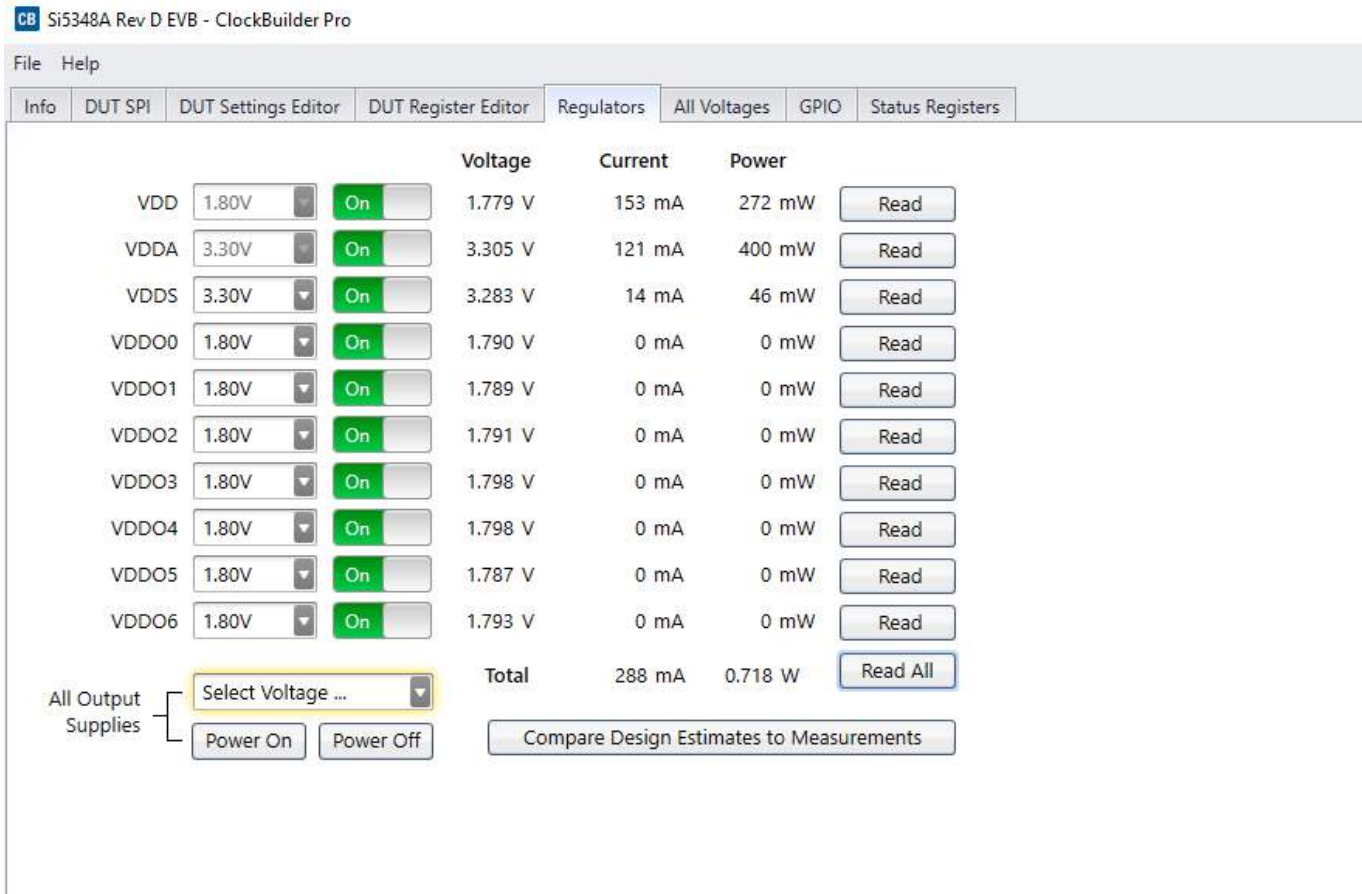 CB Si5348A Rev D EVB - ClockBuilder Pro
File Help
Info DUT SPI DUT Settings Editor DUT Register Editor Regulators All Voltages GPIO Status Registers
Voltage Current Power
VDD 1.80V On 1.779 V 153 mA 272 mW Read
VDDA 3.30V On 3.305 V 121 mA 400 mW Read
VDDS 3.30V On 3.283 V 14 mA 46 mW Read
VDDO0 1.80V On 1.790 V 0 mA 0 mW Read
VDDO1 1.80V On 1.789 V 0 mA 0 mW Read
VDDO2 1.80V On 1.791 V 0 mA 0 mW Read
VDDO3 1.80V On 1.798 V 0 mA 0 mW Read
VDDO4 1.80V On 1.798 V 0 mA 0 mW Read
VDDO5 1.80V On 1.787 V 0 mA 0 mW Read
VDDO6 1.80V On 1.793 V 0 mA 0 mW Read
Total 288 mA 0.718 W Read All
All Output Supplies
Select Voltage ...
Power On Power Off
Compare Design Estimates to Measurements